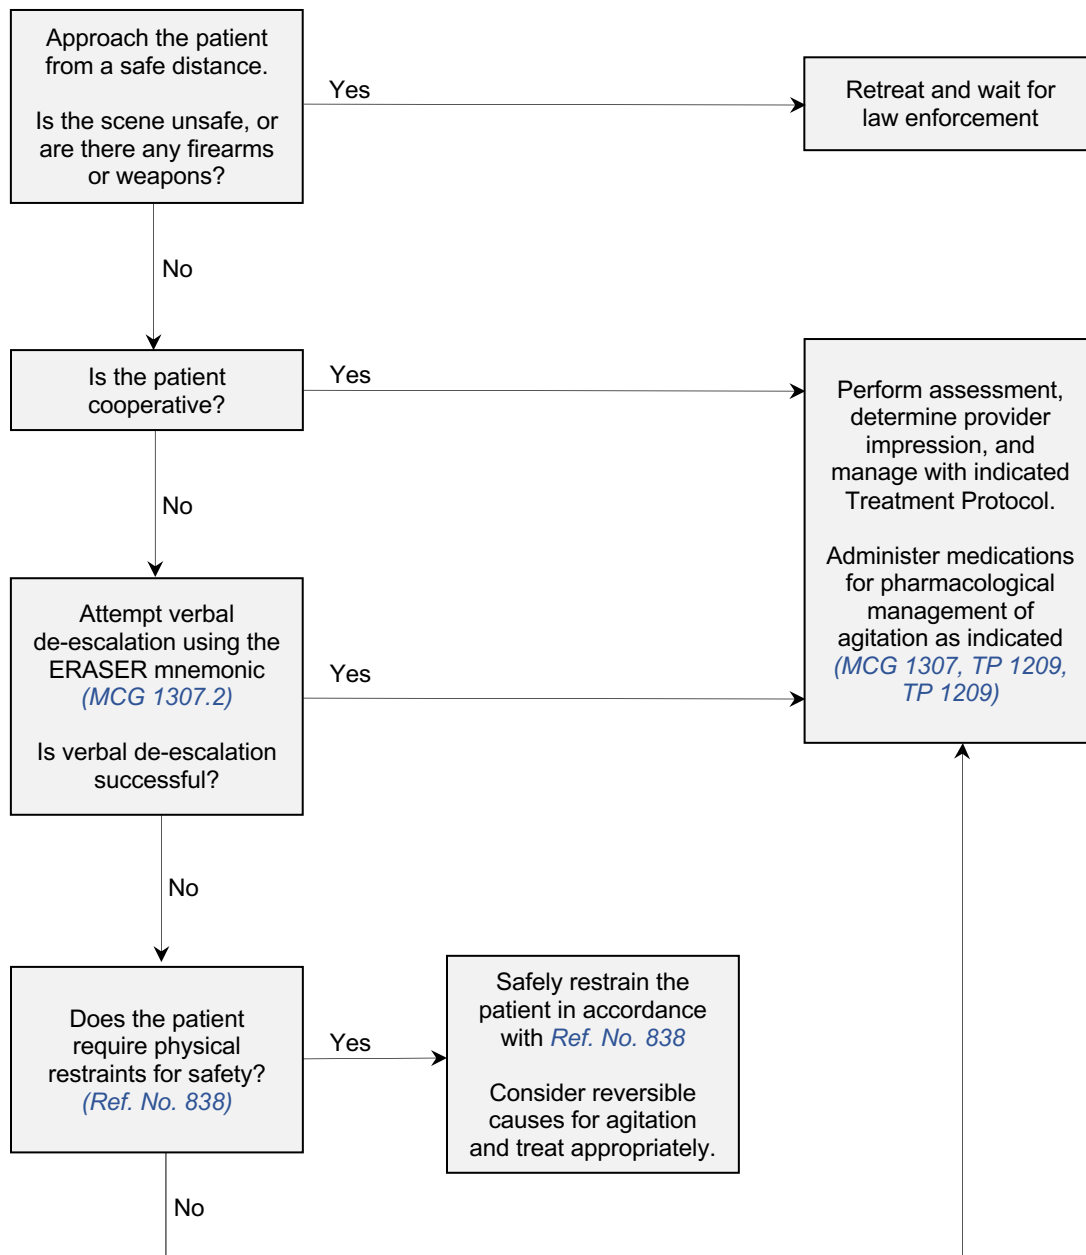 Approach the patient
from a safe distance.
Is the scene unsafe, or
are there any firearms
or weapons?
Yes
Retreat and wait for
law enforcement
No
Is the patient
cooperative?
Yes
Perform assessment,
determine provider
impression, and
manage with indicated
Treatment Protocol.
Administer medications
for pharmacological
management of
agitation as indicated
(MCG 1307, TP 1209,
TP 1209)
No
Attempt verbal
de-escalation using the
ERASER mnemonic
(MCG 1307.2)
Is verbal de-escalation
successful?
Yes
No
Does the patient
require physical
restraints for safety?
(Ref. No. 838)
Yes
Safely restrain the
patient in accordance
with Ref. No. 838
Consider reversible
causes for agitation
and treat appropriately.
No